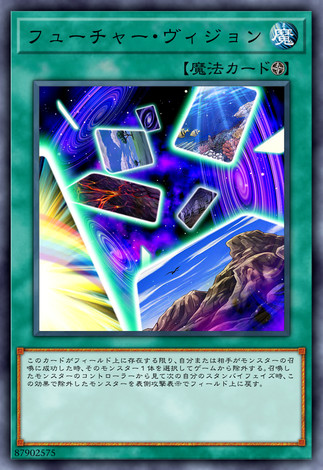 フューチャー・ヴィジョン 魔
【魔法カード】
このカードがフィールド上に存在する限り、自分または相手がモンスターの召
喚に成功した時、そのモンスター１体を選択してゲームから除外する。召喚し
たモンスターのコントローラーから見て次の自分のスタンバイフェイズ時、こ
の効果で除外したモンスターを表側攻撃表示でフィールド上に戻す。
87902575